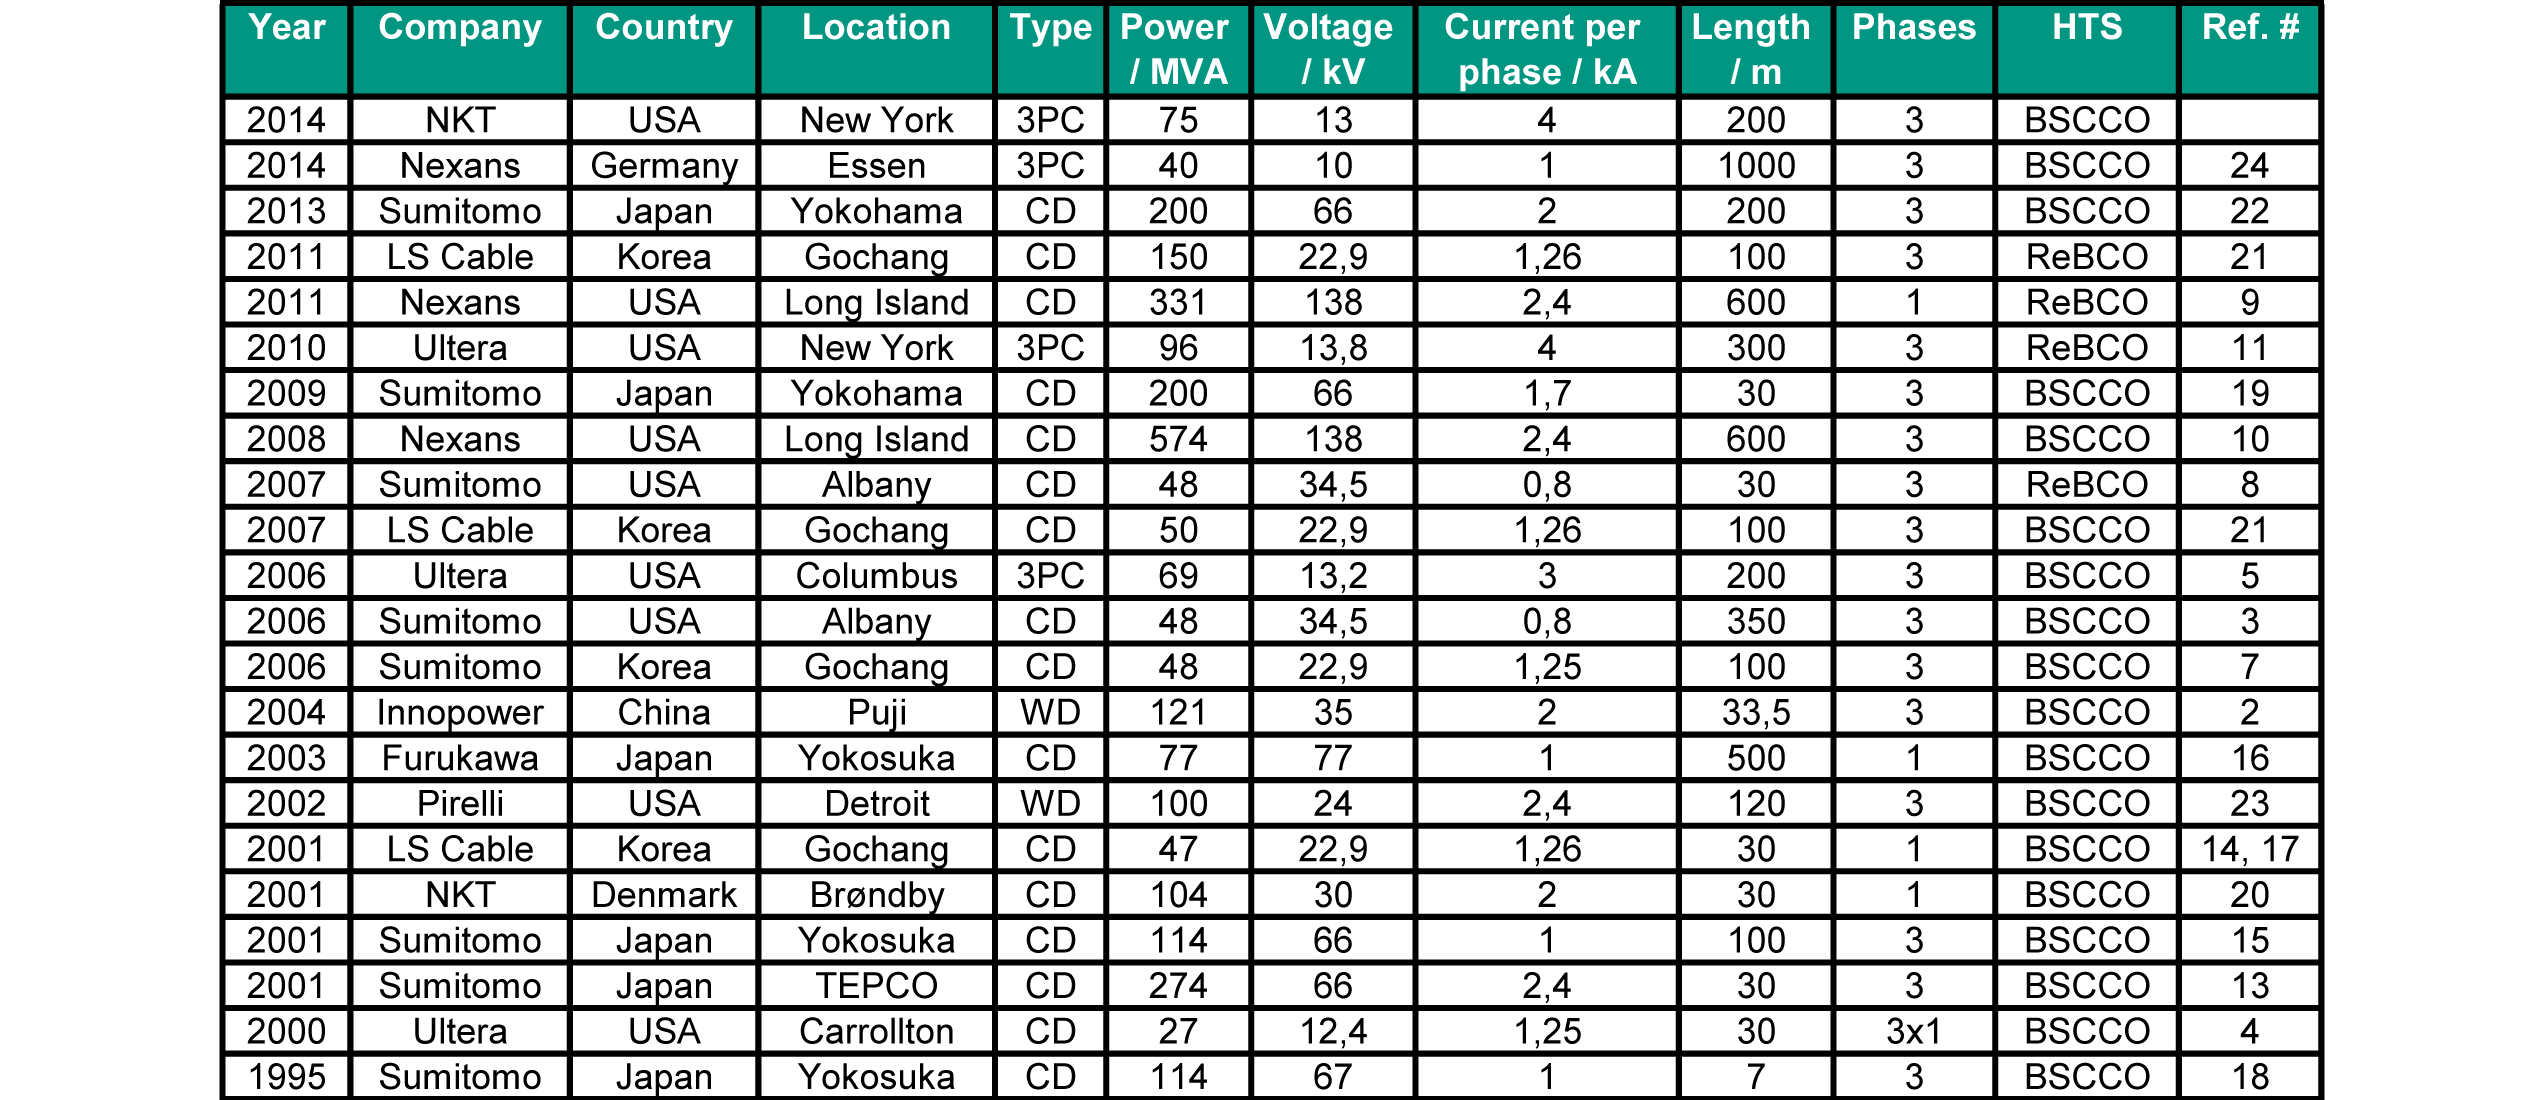 Year Company Country Location Type Power / MVA Voltage / kV Current per phase / kA Length / m Phases HTS Ref. #
2014 NKT USA New York 3PC 75 13 4 200 3 BSCCO
2014 Nexans Germany Essen 3PC 40 10 1 1000 3 BSCCO 24
2013 Sumitomo Japan Yokohama CD 200 66 2 200 3 BSCCO 22
2011 LS Cable Korea Gochang CD 150 22,9 1,26 100 3 ReBCO 21
2011 Nexans USA Long Island CD 331 138 2,4 600 1 ReBCO 9
2010 Ultera USA New York 3PC 96 13,8 4 300 3 ReBCO 11
2009 Sumitomo Japan Yokohama CD 200 66 1,7 30 3 BSCCO 19
2008 Nexans USA Long Island CD 574 138 2,4 600 3 BSCCO 10
2007 Sumitomo USA Albany CD 48 34,5 0,8 30 3 ReBCO 8
2007 LS Cable Korea Gochang CD 50 22,9 1,26 100 3 BSCCO 21
2006 Ultera USA Columbus 3PC 69 13,2 3 200 3 BSCCO 5
2006 Sumitomo USA Albany CD 48 34,5 0,8 350 3 BSCCO 3
2006 Sumitomo Korea Gochang CD 48 22,9 1,25 100 3 BSCCO 7
2004 Innopower China Puji WD 121 35 2 33,5 3 BSCCO 2
2003 Furukawa Japan Yokosuka CD 77 77 1 500 1 BSCCO 16
2002 Pirelli USA Detroit WD 100 24 2,4 120 3 BSCCO 23
2001 LS Cable Korea Gochang CD 47 22,9 1,26 30 1 BSCCO 14, 17
2001 NKT Denmark Brøndby CD 104 30 2 30 1 BSCCO 20
2001 Sumitomo Japan Yokosuka CD 114 66 1 100 3 BSCCO 15
2001 Sumitomo Japan TEPCO CD 274 66 2,4 30 3 BSCCO 13
2000 Ultera USA Carrollton CD 27 12,4 1,25 30 3x1 BSCCO 4
1995 Sumitomo Japan Yokosuka CD 114 67 1 7 3 BSCCO 18